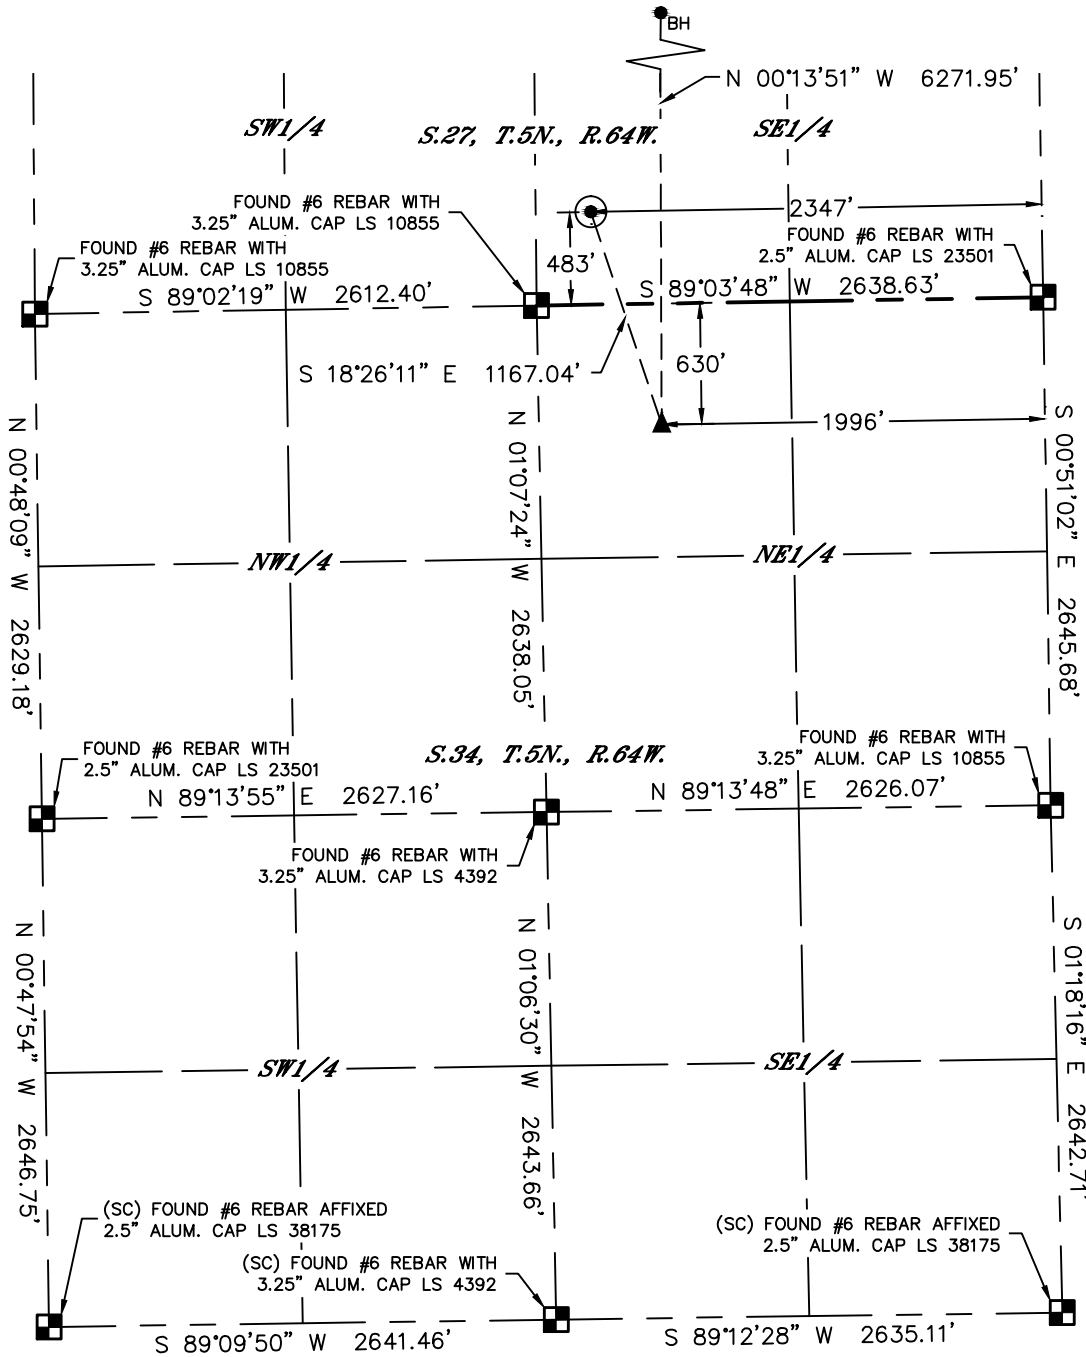 BH
N 00°13'51" W 6271.95'
SW1/4
S.27, T.5N., R.64W.
SE1/4
FOUND #6 REBAR WITH
3.25" ALUM. CAP LS 10855
2347'
FOUND #6 REBAR WITH
3.25" ALUM. CAP LS 10855
483'
FOUND #6 REBAR WITH
2.5" ALUM. CAP LS 23501
S 89°02'19" W 2612.40'
S 89°03'48" W 2638.63'
S 18°26'11" E 1167.04'
630'
1996'
N 00°48'09" W 2629.18'
N 01°07'24" W 2638.05'
S 00°51'02" E 2645.68'
NW1/4
NE1/4
FOUND #6 REBAR WITH
2.5" ALUM. CAP LS 23501
S.34, T.5N., R.64W.
FOUND #6 REBAR WITH
3.25" ALUM. CAP LS 10855
N 89°13'55" E 2627.16'
N 89°13'48" E 2626.07'
FOUND #6 REBAR WITH
3.25" ALUM. CAP LS 4392
N 00°47'54" W 2646.75'
N 01°06'30" W 2643.66'
S 01°18'16" E 2642.71'
SW1/4
SE1/4
(SC) FOUND #6 REBAR AFFIXED
2.5" ALUM. CAP LS 38175
(SC) FOUND #6 REBAR WITH
3.25" ALUM. CAP LS 4392
(SC) FOUND #6 REBAR AFFIXED
2.5" ALUM. CAP LS 38175
S 89°09'50" W 2641.46'
S 89°12'28" W 2635.11'